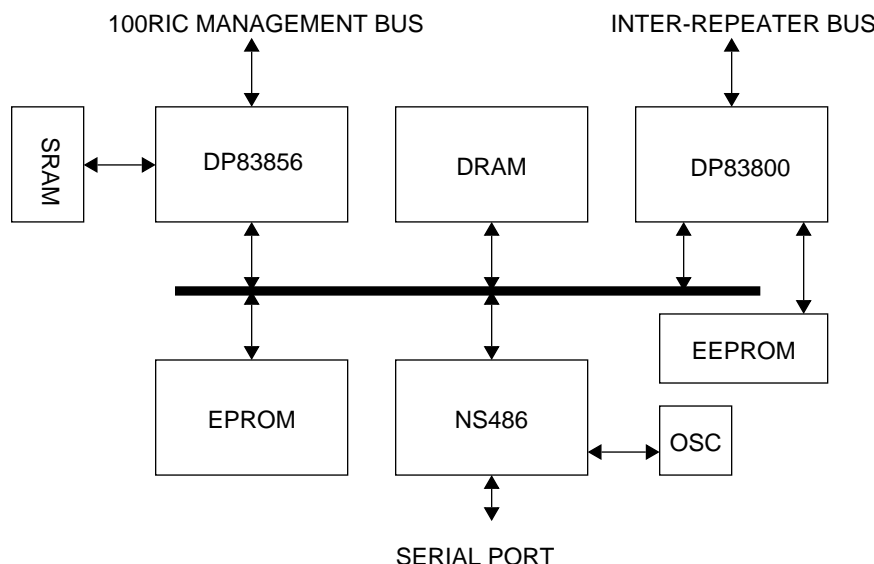 100RIC MANAGEMENT BUS
INTER-REPEATER BUS
SRAM
DP83856
DRAM
DP83800
EEPROM
EPROM
NS486
OSC
SERIAL PORT